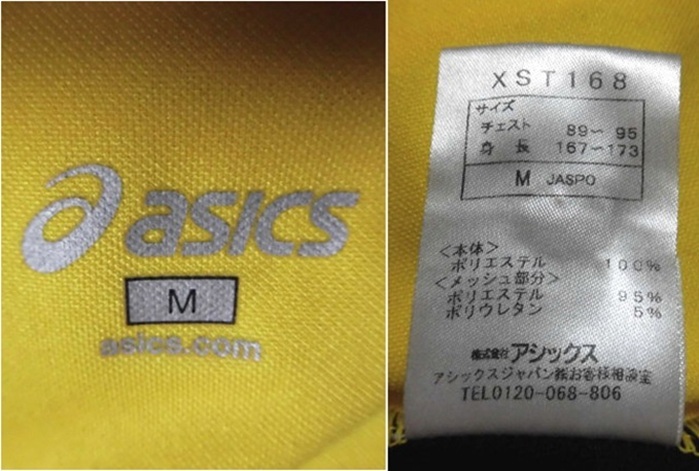 asics
M
asics.com
XST168
サイズ
チェスト 89～ 95
身 長 167～173
M JASPO
＜本体＞
ポリエステル 100%
＜メッシュ部分＞
ポリエステル 95%
ポリウレタン 5%
株式会社アシックス
アシックスジャパン㈱お客様相談室
TEL0120-068-806